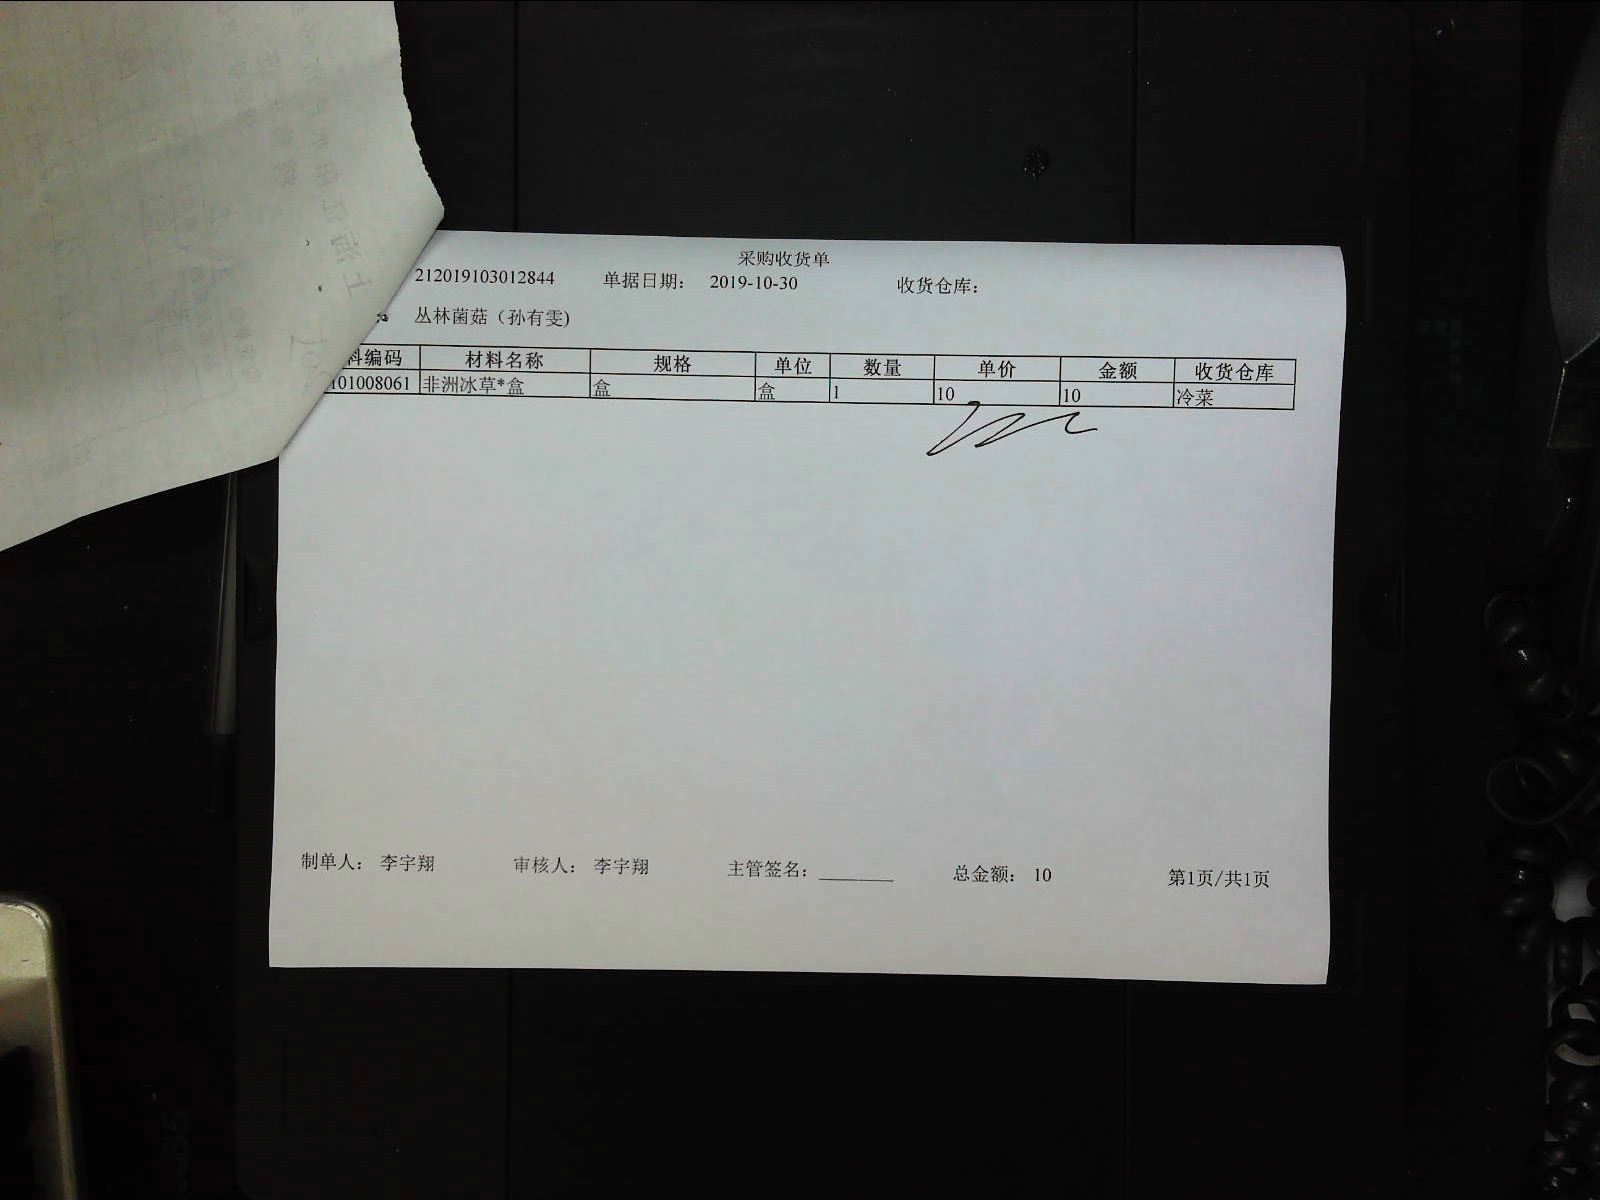 采购收货单
212019103012844 单据日期： 2019-10-30 收货仓库：
丛林菌菇（孙有雯)
料编码 材料名称 规格 单位 数量 单价 金额 收货仓库
101008061 非洲冰草*盒 盒 盒 1 10 10 冷菜
制单人： 李宇翔 审核人： 李宇翔 主管签名： 总金额： 10 第1页/共1页